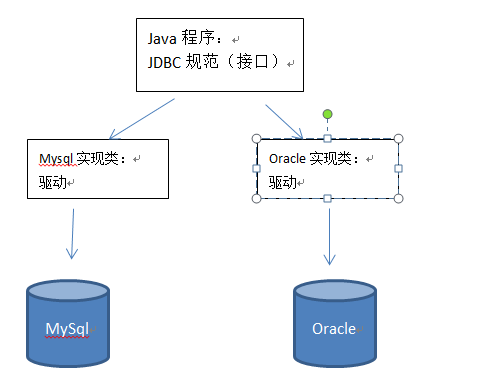 Java 程序：
JDBC 规范（接口）
Mysql 实现类：
驱动
Oracle 实现类：
驱动
MySql
Oracle